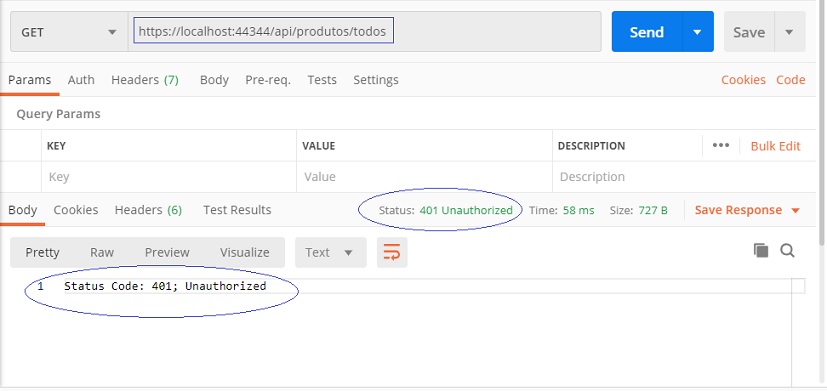 GET https://localhost:44344/api/produtos/todos Send Save
Params Auth Headers (7) Body Pre-req. Tests Settings Cookies Code
Query Params
KEY VALUE DESCRIPTION ••• Bulk Edit
Key Value Description
Body Cookies Headers (6) Test Results Status: 401 Unauthorized Time: 58 ms Size: 727 B Save Response
Pretty Raw Preview Visualize Text
1 Status Code: 401; Unauthorized